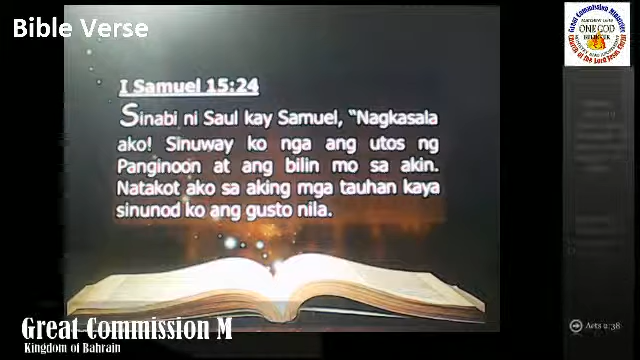 Bible Verse
I Samuel 15:24
Sinabi ni Saul kay Samuel, "Nagkasala
ako! Sinuway ko nga ang utos ng
Panginoon at ang bilin mo sa akin.
Natakot ako sa aking mga tauhan kaya
sinunod ko ang gusto nila.
Great Commission M
Kingdom of Bahrain
ONE GOD
Acts 2:38